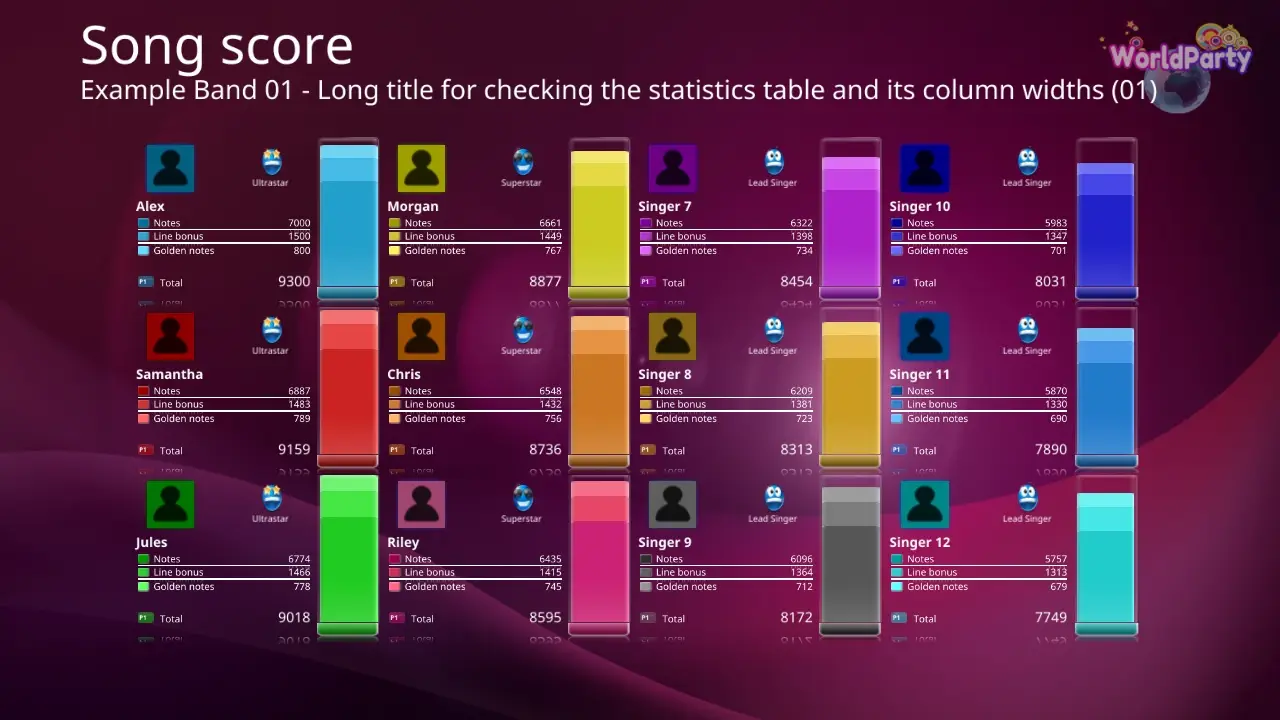 Song score
WorldParty
Example Band 01 - Long title for checking the statistics table and its column widths (01)
Ultrastar
Alex
Notes 7000
Line bonus 1500
Golden notes 800
P1 Total 9300
Superstar
Morgan
Notes 6661
Line bonus 1449
Golden notes 767
P1 Total 8877
Lead Singer
Singer 7
Notes 6322
Line bonus 1398
Golden notes 734
P1 Total 8454
Lead Singer
Singer 10
Notes 5983
Line bonus 1347
Golden notes 701
P1 Total 8031
Ultrastar
Samantha
Notes 6887
Line bonus 1483
Golden notes 789
P1 Total 9159
Superstar
Chris
Notes 6548
Line bonus 1432
Golden notes 756
P1 Total 8736
Lead Singer
Singer 8
Notes 6209
Line bonus 1381
Golden notes 723
P1 Total 8313
Lead Singer
Singer 11
Notes 5870
Line bonus 1330
Golden notes 690
P1 Total 7890
Ultrastar
Jules
Notes 6774
Line bonus 1466
Golden notes 778
P1 Total 9018
Superstar
Riley
Notes 6435
Line bonus 1415
Golden notes 745
P1 Total 8595
Lead Singer
Singer 9
Notes 6096
Line bonus 1364
Golden notes 712
P1 Total 8172
Lead Singer
Singer 12
Notes 5757
Line bonus 1313
Golden notes 679
P1 Total 7749